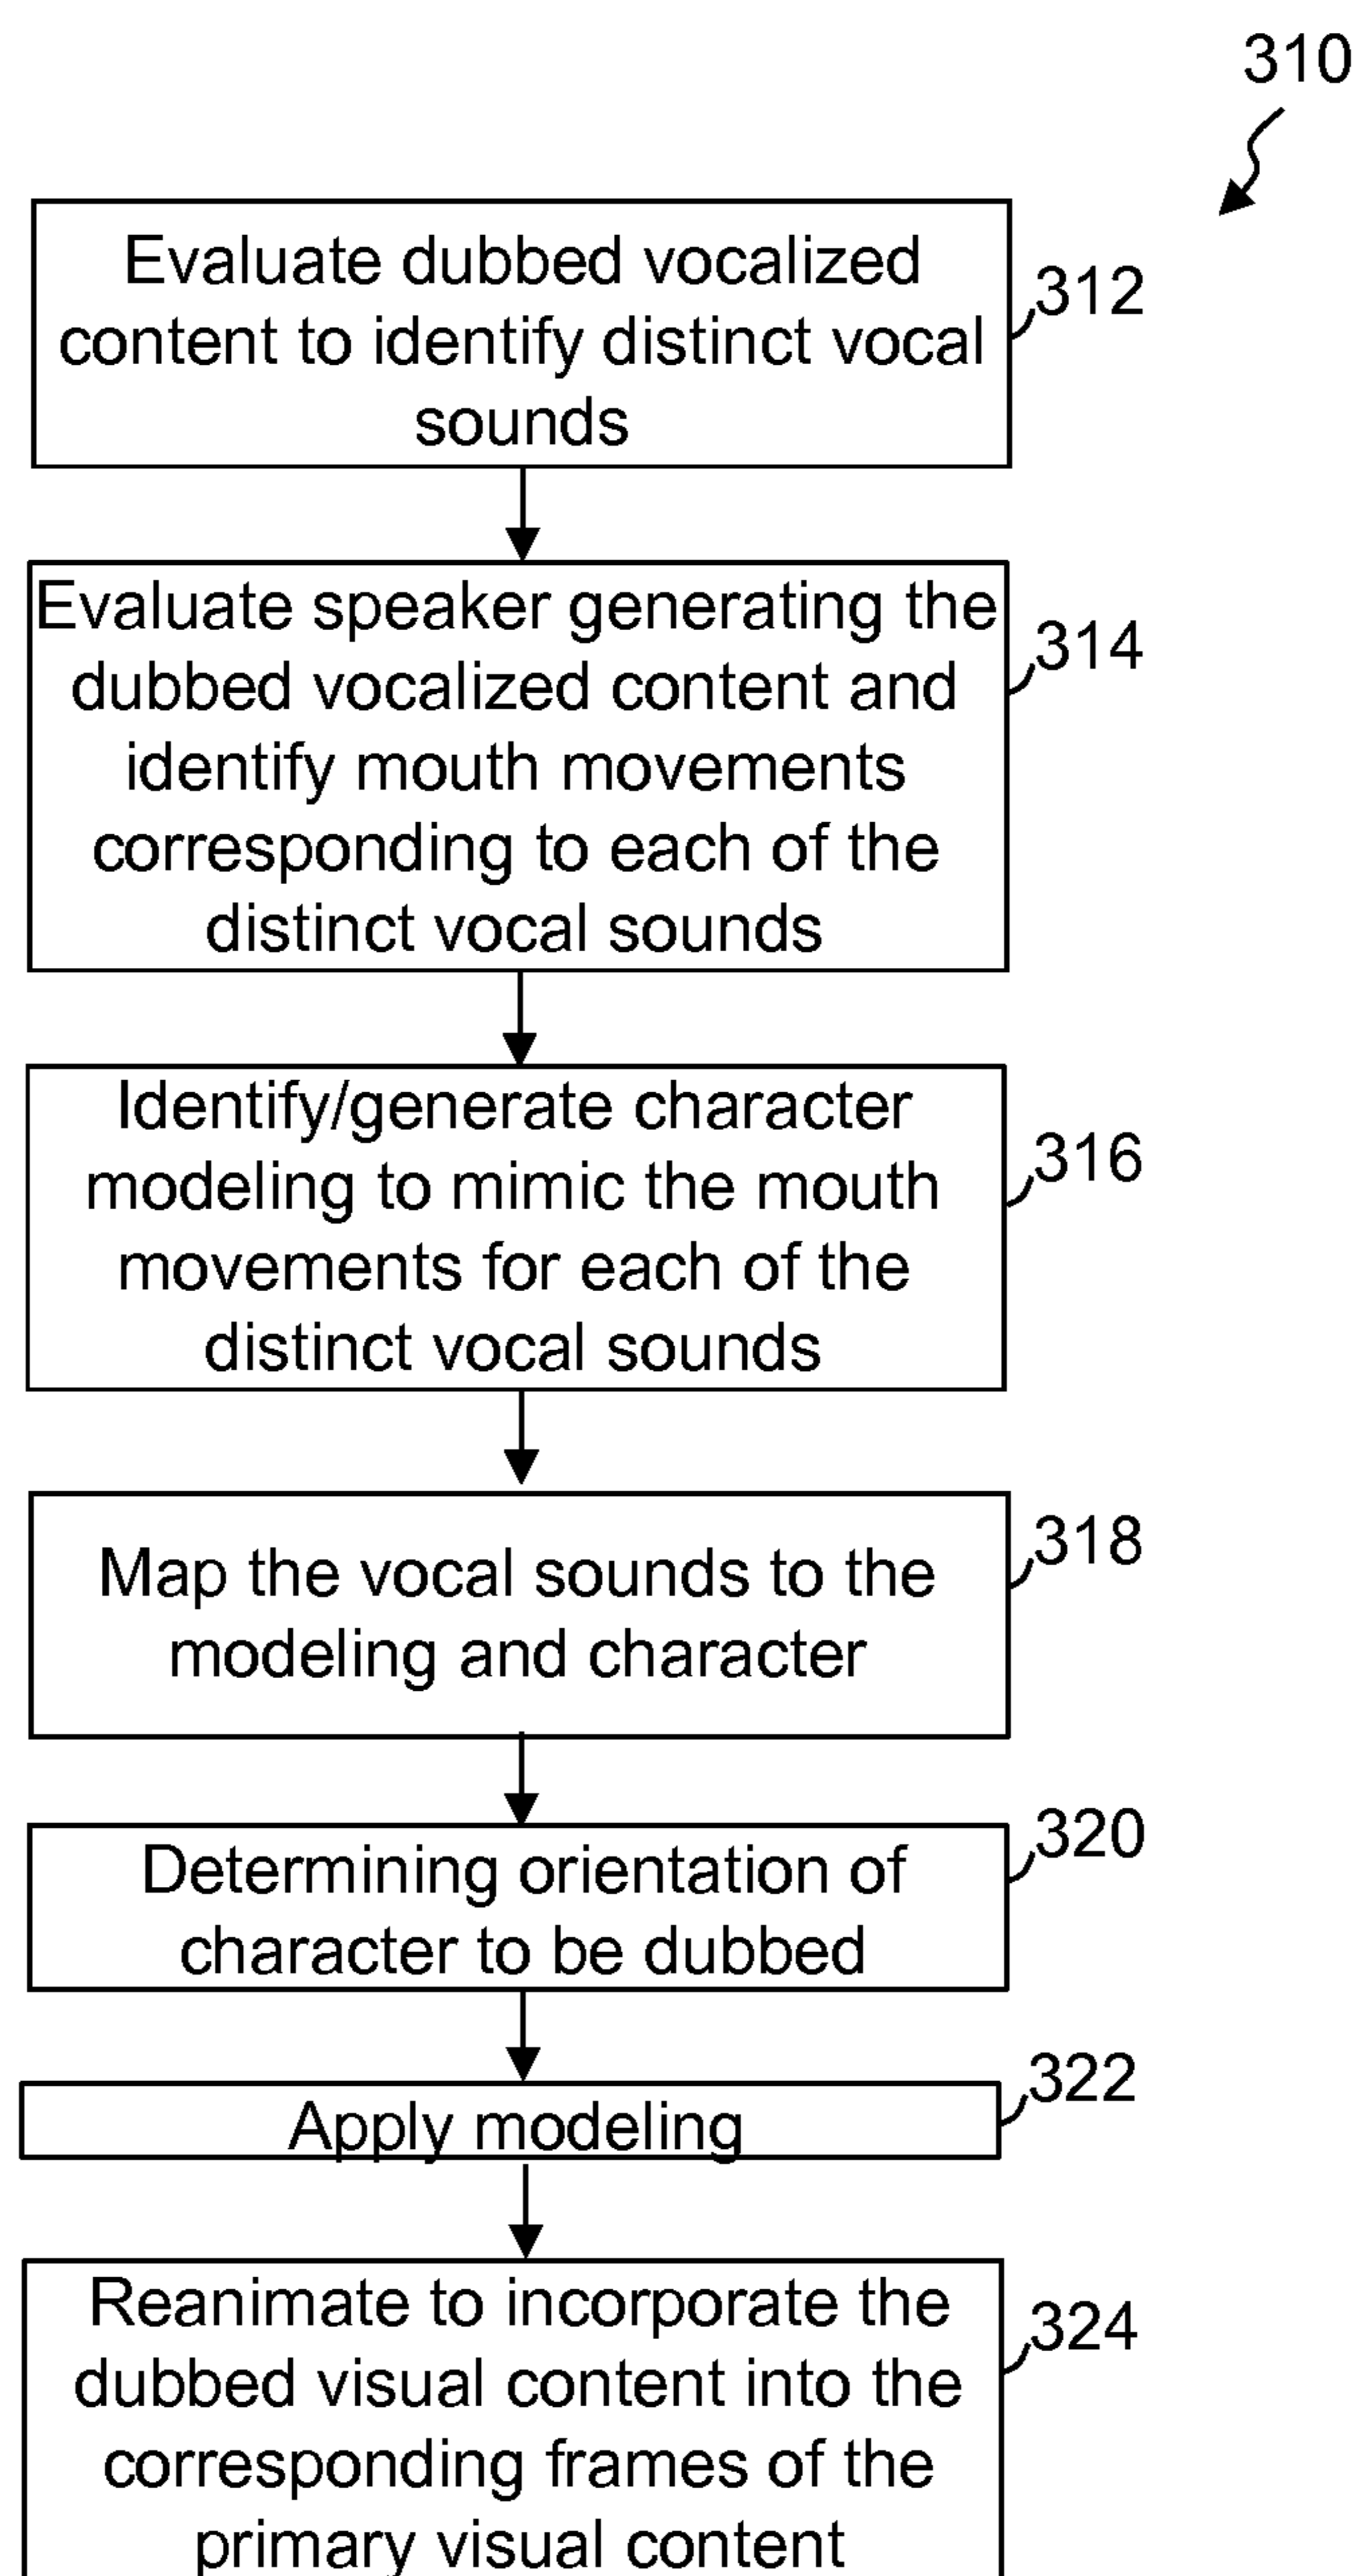 310
Evaluate dubbed vocalized
content to identify distinct vocal
sounds
312
Evaluate speaker generating the
dubbed vocalized content and
identify mouth movements
corresponding to each of the
distinct vocal sounds
314
Identify/generate character
modeling to mimic the mouth
movements for each of the
distinct vocal sounds
316
Map the vocal sounds to the
modeling and character
318
Determining orientation of
character to be dubbed
320
Apply modeling
322
Reanimate to incorporate the
dubbed visual content into the
corresponding frames of the
primary visual content
324